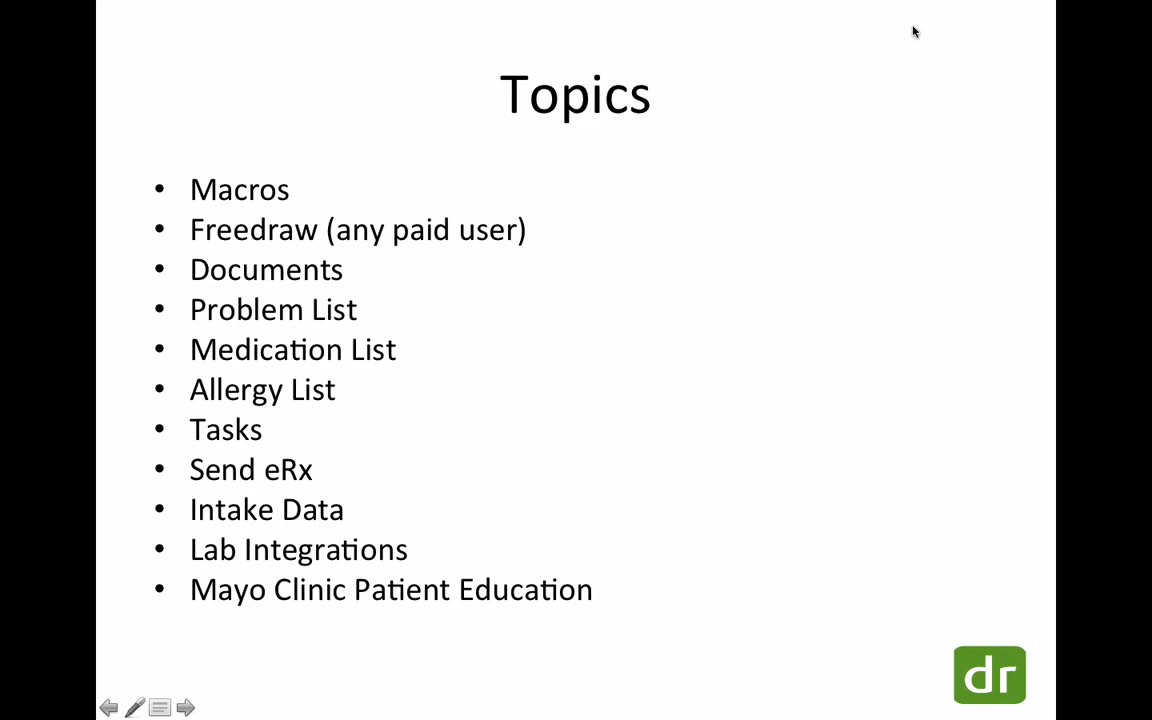 Topics
• Macros
• Freedraw (any paid user)
• Documents
• Problem List
• Medication List
• Allergy List
• Tasks
• Send eRx
• Intake Data
• Lab Integrations
• Mayo Clinic Patient Education
dr